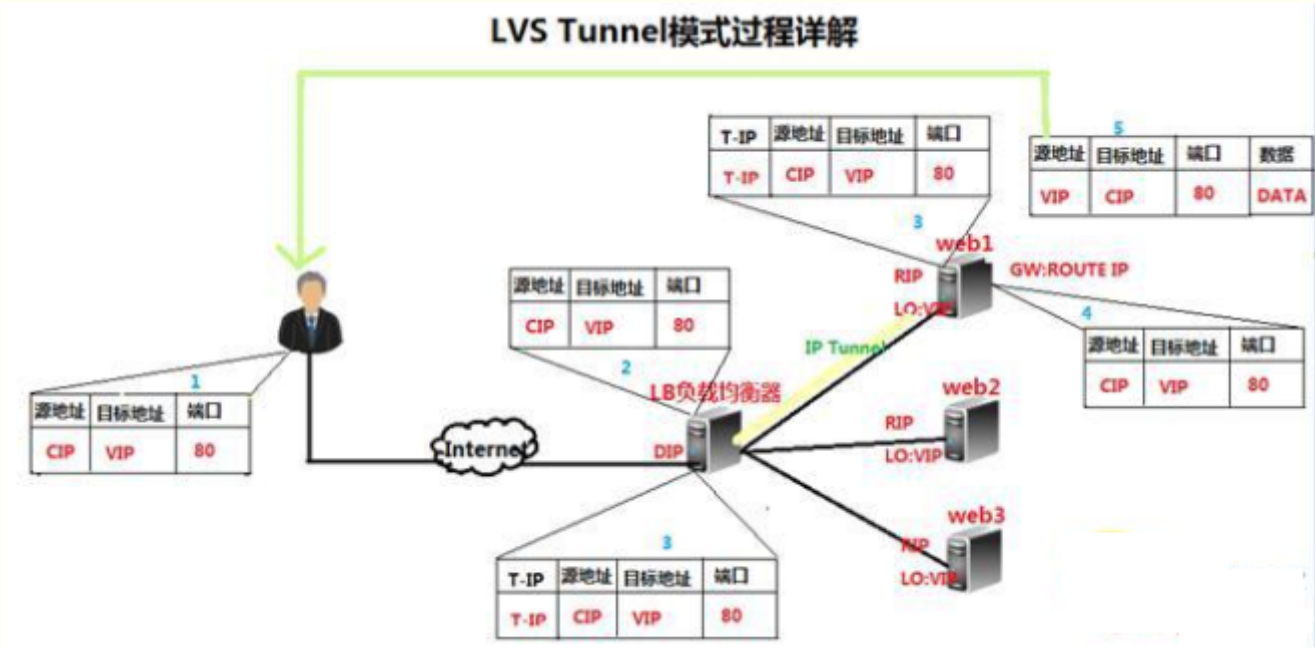 LVS Tunnel模式过程详解
T-IP 源地址 目标地址 端口
T-IP CIP VIP 80
3
5
源地址 目标地址 端口 数据
VIP CIP 80 DATA
web1
RIP
GW:ROUTE IP
LO:VIP
4
源地址 目标地址 端口
CIP VIP 80
源地址 目标地址 端口
CIP VIP 80
2
IP Tunnel
LB负载均衡器
DIP
1
源地址 目标地址 端口
CIP VIP 80
Internet
web2
RIP
LO:VIP
web3
RIP
LO:VIP
3
T-IP 源地址 目标地址 端口
T-IP CIP VIP 80